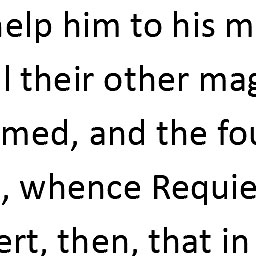 help him to his m
l their other mag
med, and the fou
, whence Requie
ert, then, that in